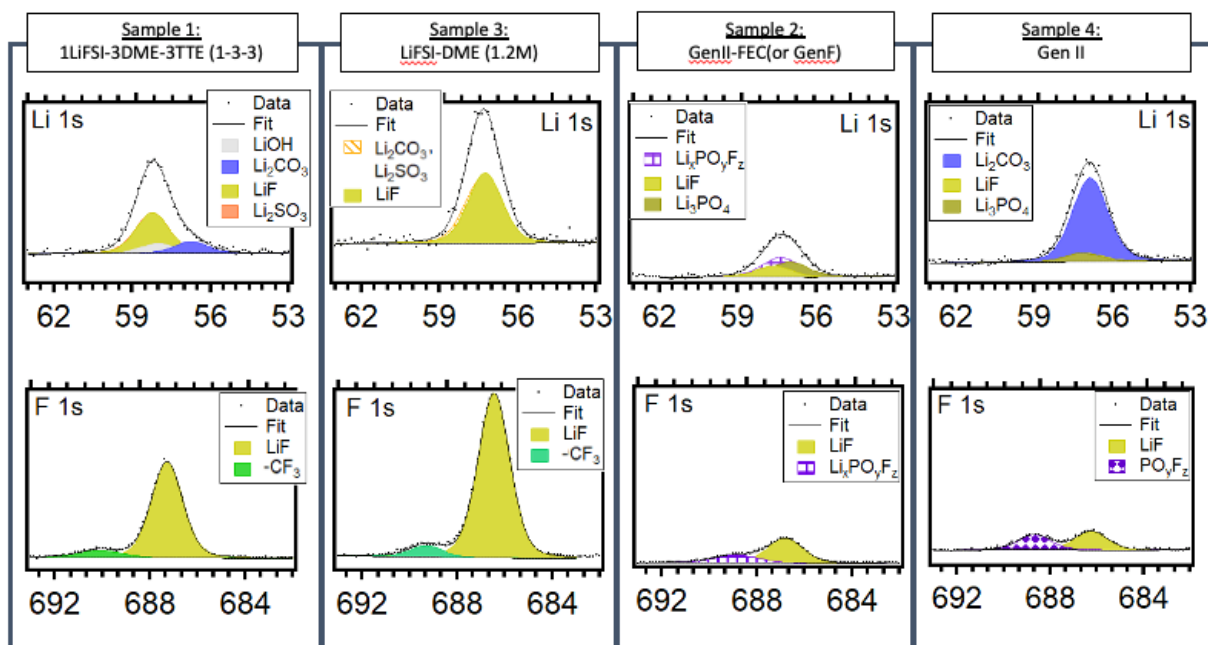 Sample 1:
1LiFSI-3DME-3TTE (1-3-3)
Sample 3:
LiFSI-DME (1.2M)
Sample 2:
GenII-FEC(or GenF)
Sample 4:
Gen II
Li 1s
Data
Fit
LiOH
Li₂CO₃
LiF
Li₂SO₃
62 59 56 53
Li 1s
Data
Fit
Li₂CO₃,
Li₂SO₃
LiF
62 59 56 53
Li 1s
Data
Fit
LiₓPOᵧF_z
LiF
Li₃PO₄
62 59 56 53
Li 1s
Data
Fit
Li₂CO₃
LiF
Li₃PO₄
62 59 56 53
F 1s
Data
Fit
LiF
-CF₃
692 688 684
F 1s
Data
Fit
LiF
-CF₃
692 688 684
F 1s
Data
Fit
LiF
LiₓPOᵧF_z
692 688 684
F 1s
Data
Fit
LiF
POᵧF_z
692 688 684